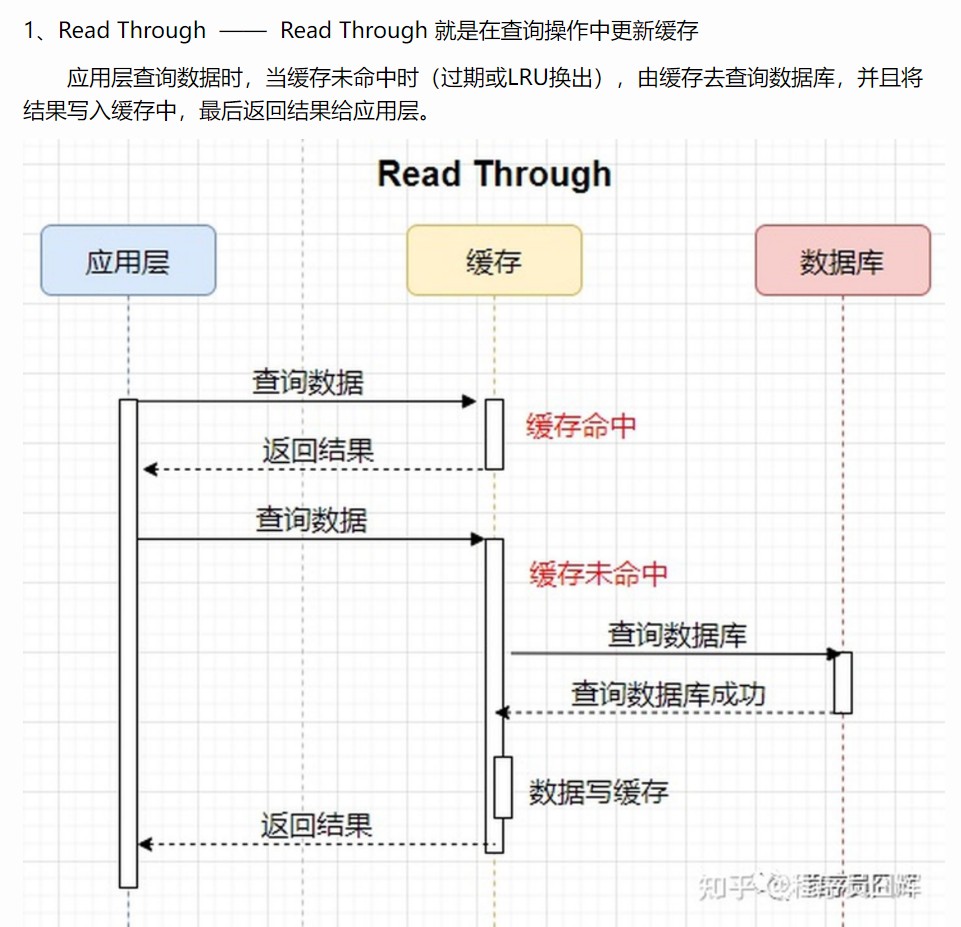 1、Read Through —— Read Through 就是在查询操作中更新缓存
应用层查询数据时，当缓存未命中时（过期或LRU换出），由缓存去查询数据库，并且将
结果写入缓存中，最后返回结果给应用层。
Read Through
应用层
缓存
数据库
查询数据
缓存命中
返回结果
查询数据
缓存未命中
查询数据库
查询数据库成功
数据写缓存
返回结果
知乎 @程序员囧辉